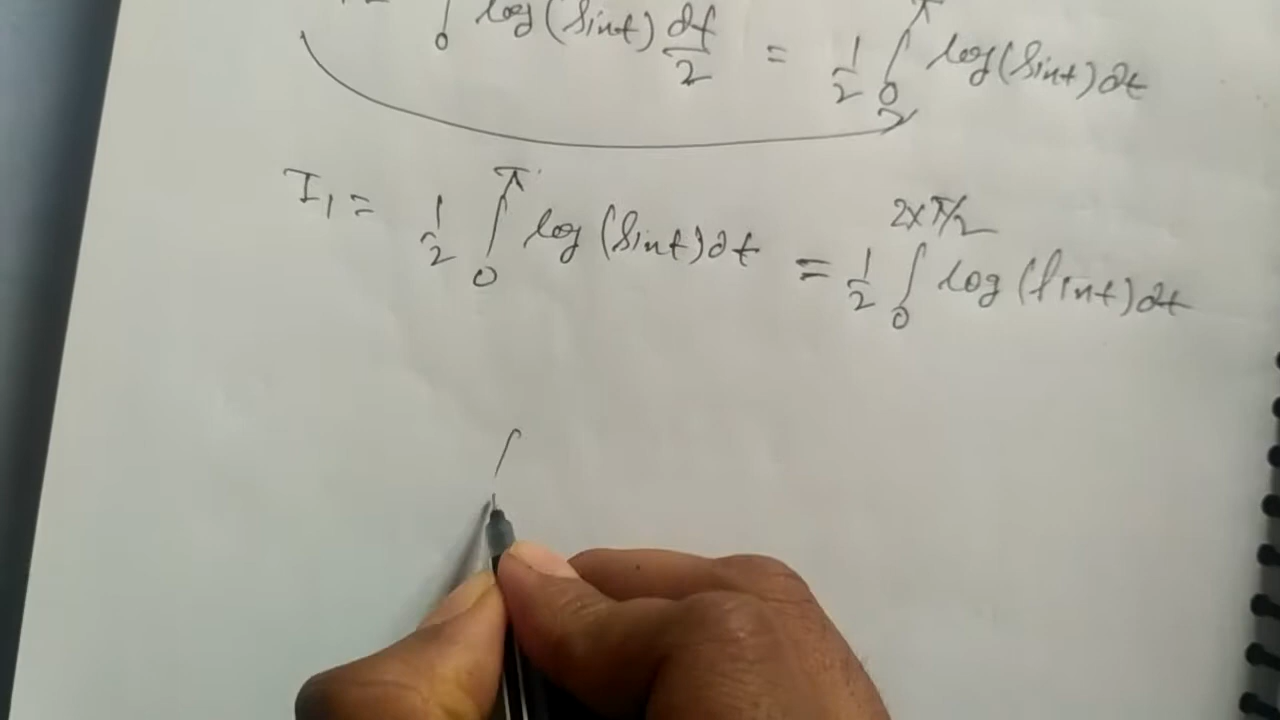 ∫₀ log(sint) dt/2 = 1/2 ∫₀^π log(sint)dt
I₁ = 1/2 ∫₀^π log(sint)dt = 1/2 ∫₀^(2×π/2) log(sint)dt
∫